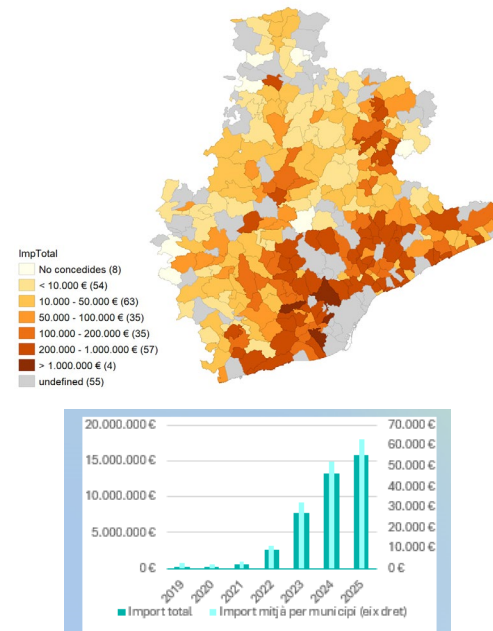 ImpTotal
No concedides (8)
< 10.000 € (54)
10.000 - 50.000 € (63)
50.000 - 100.000 € (35)
100.000 - 200.000 € (35)
200.000 - 1.000.000 € (57)
> 1.000.000 € (4)
undefined (55)
20.000.000 €
15.000.000 €
10.000.000 €
5.000.000 €
0 €
70.000 €
60.000 €
50.000 €
40.000 €
30.000 €
20.000 €
10.000 €
0 €
2019 2020 2021 2022 2023 2024 2025
Import total Import mitjà per municipi (eix dret)